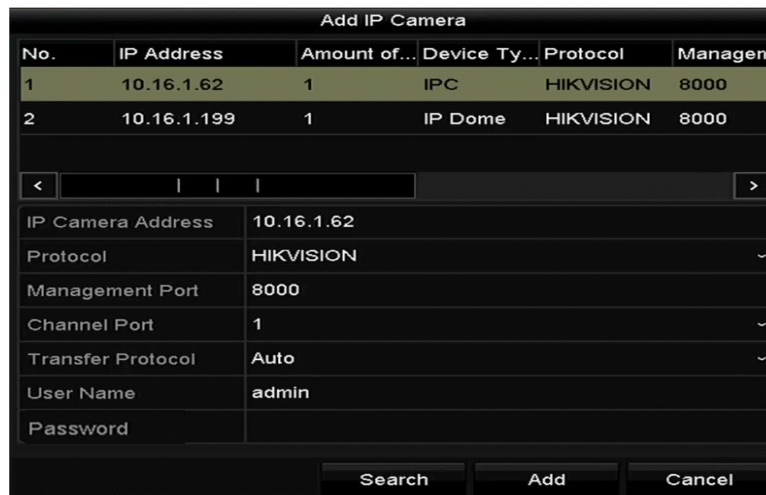 Add IP Camera
No. IP Address Amount of... Device Ty... Protocol Managen
1 10.16.1.62 1 IPC HIKVISION 8000
2 10.16.1.199 1 IP Dome HIKVISION 8000
IP Camera Address 10.16.1.62
Protocol HIKVISION
Management Port 8000
Channel Port 1
Transfer Protocol Auto
User Name admin
Password
Search Add Cancel